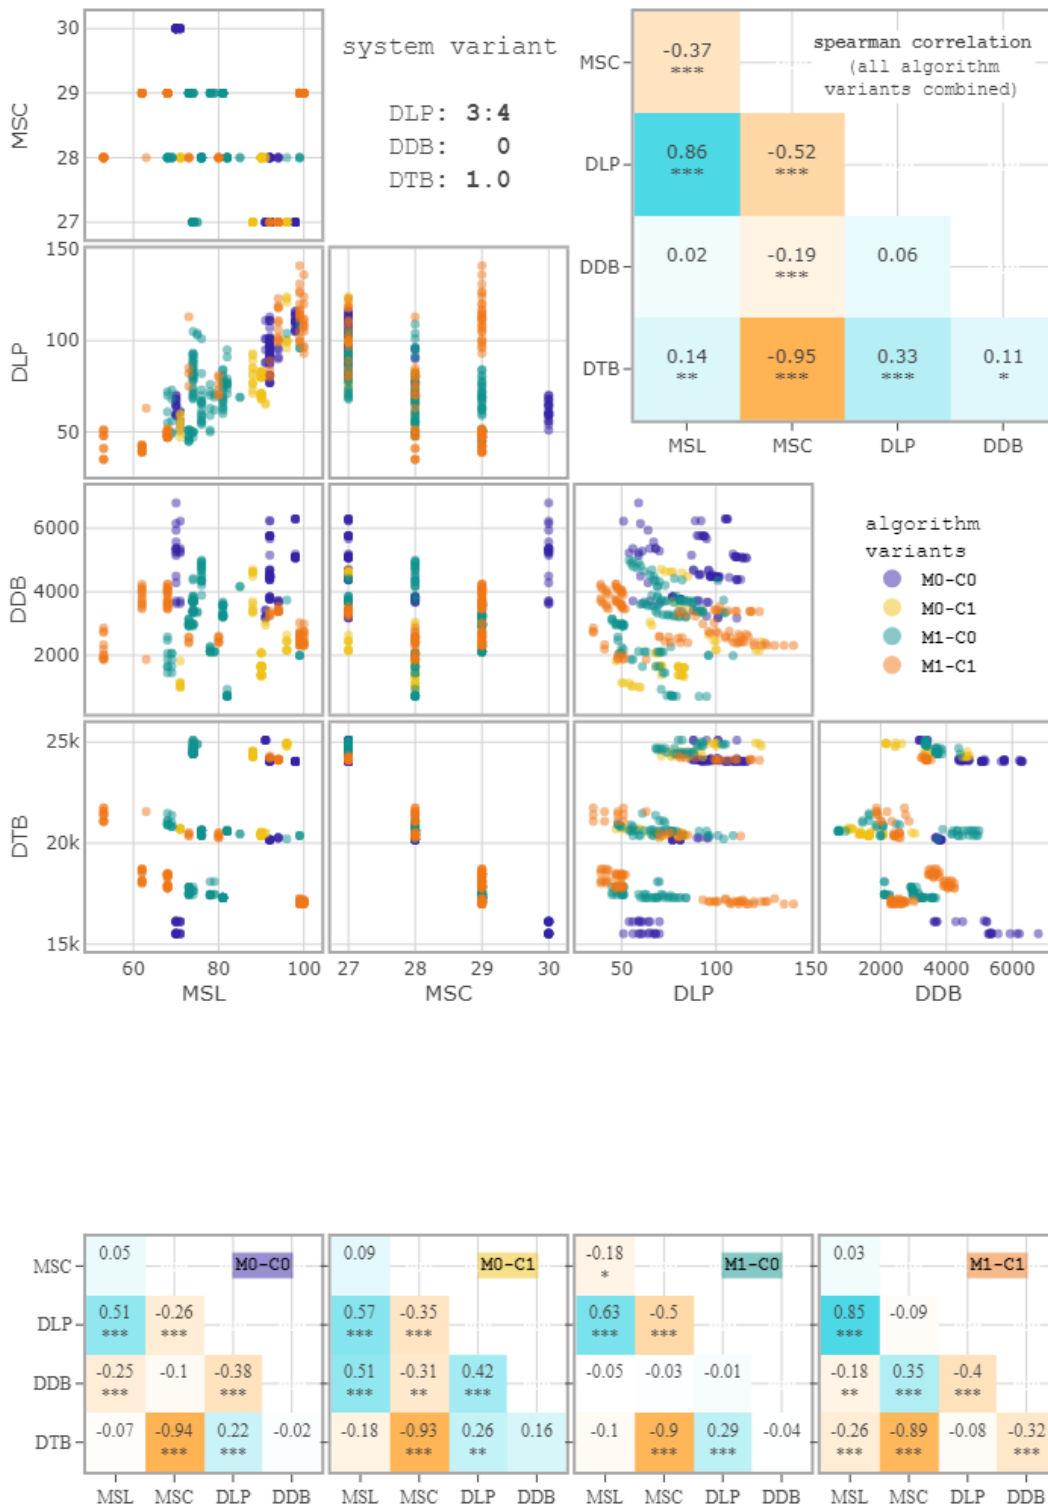 30
29
28
27
MSC
system variant
DLP: 3:4
DDB: 0
DTB: 1.0
spearman correlation
(all algorithm
variants combined)
MSC
-0.37
***
DLP
0.86
***
-0.52
***
DDB
0.02
-0.19
***
0.06
DTB
0.14
**
-0.95
***
0.33
***
0.11
*
MSL
MSC
DLP
DDB
150
100
50
DLP
6000
4000
2000
DDB
algorithm
variants
M0-C0
M0-C1
M1-C0
M1-C1
25k
20k
15k
DTB
60
80
100
MSL
27
28
29
30
MSC
50
100
150
DLP
2000
4000
6000
DDB
MSC
DLP
DDB
DTB
M0-C0
0.05
0.51
***
-0.26
***
-0.25
***
-0.1
-0.38
***
-0.07
-0.94
***
0.22
***
-0.02
MSL
MSC
DLP
DDB
M0-C1
0.09
0.57
***
-0.35
***
0.51
***
-0.31
**
0.42
***
-0.18
-0.93
***
0.26
**
0.16
MSL
MSC
DLP
DDB
M1-C0
-0.18
*
0.63
***
-0.5
***
-0.05
-0.03
-0.01
-0.1
-0.9
***
0.29
***
-0.04
MSL
MSC
DLP
DDB
M1-C1
0.03
0.85
***
-0.09
-0.18
**
0.35
***
-0.4
***
-0.26
***
-0.89
***
-0.08
-0.32
***
MSL
MSC
DLP
DDB